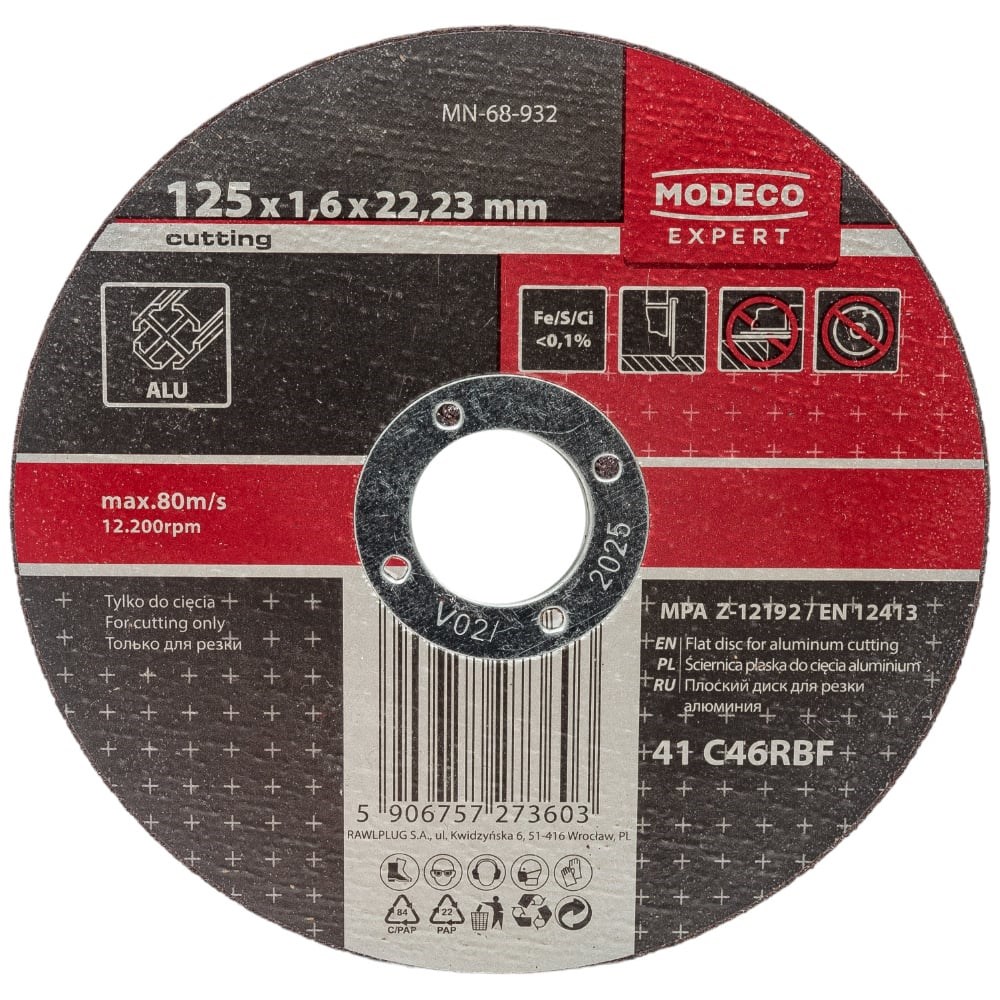 MN-68-932
125 x 1,6 x 22,23 mm
cutting
MODECO
EXPERT
ALU
Fe/S/Ci
<0,1%
max.80m/s
12.200rpm
V02/
2025
Tylko do cięcia
For cutting only
Только для резки
MPA Z-12192 / EN 12413
EN Flat disc for aluminum cutting
PL Ściernica płaska do cięcia aluminium
RU Плоский диск для резки
алюминия
41 C46RBF
5 906757 273603
RAWLPLUG S.A., ul. Kwidzyńska 6, 51-416 Wrocław, PL
84
C/PAP
22
PAP